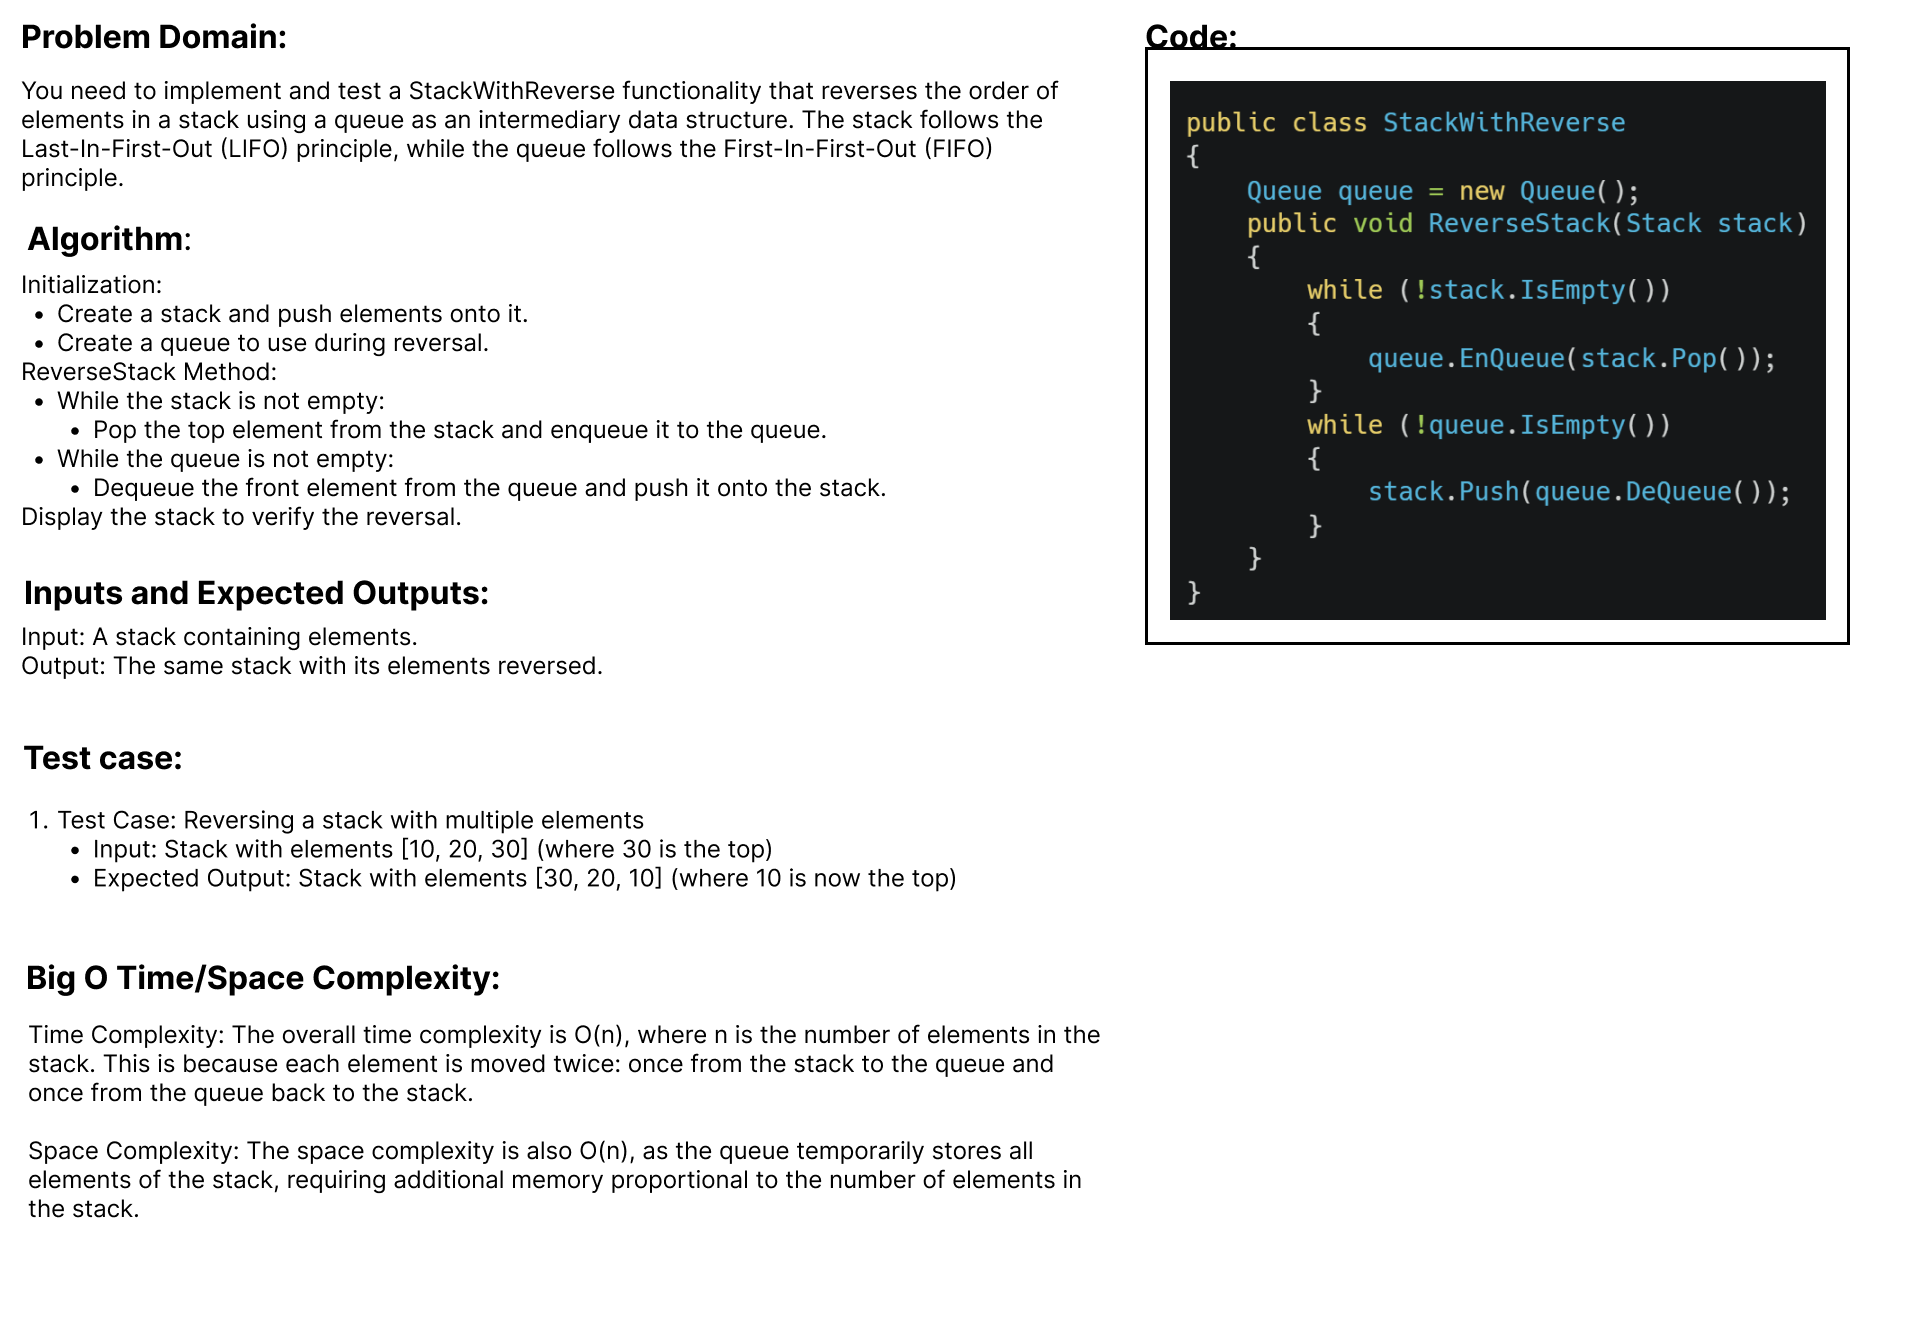 Problem Domain:
You need to implement and test a StackWithReverse functionality that reverses the order of
elements in a stack using a queue as an intermediary data structure. The stack follows the
Last-In-First-Out (LIFO) principle, while the queue follows the First-In-First-Out (FIFO)
principle.
Algorithm:
Initialization:
• Create a stack and push elements onto it.
• Create a queue to use during reversal.
ReverseStack Method:
• While the stack is not empty:
• Pop the top element from the stack and enqueue it to the queue.
• While the queue is not empty:
• Dequeue the front element from the queue and push it onto the stack.
Display the stack to verify the reversal.
Inputs and Expected Outputs:
Input: A stack containing elements.
Output: The same stack with its elements reversed.
Test case:
1. Test Case: Reversing a stack with multiple elements
• Input: Stack with elements [10, 20, 30] (where 30 is the top)
• Expected Output: Stack with elements [30, 20, 10] (where 10 is now the top)
Big O Time/Space Complexity:
Time Complexity: The overall time complexity is O(n), where n is the number of elements in the
stack. This is because each element is moved twice: once from the stack to the queue and
once from the queue back to the stack.
Space Complexity: The space complexity is also O(n), as the queue temporarily stores all
elements of the stack, requiring additional memory proportional to the number of elements in
the stack.
Code:
public class StackWithReverse
{
    Queue queue = new Queue();
    public void ReverseStack(Stack stack)
    {
        while (!stack.IsEmpty())
        {
            queue.EnQueue(stack.Pop());
        }
        while (!queue.IsEmpty())
        {
            stack.Push(queue.DeQueue());
        }
    }
}